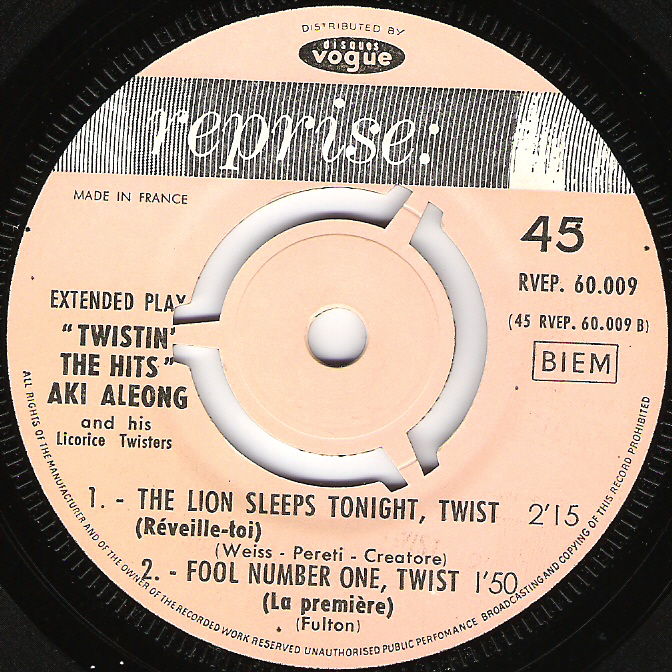 DISTRIBUTED BY
disques
vogue
reprise:
MADE IN FRANCE
45
RVEP. 60.009
(45 RVEP. 60.009 B)
BIEM
EXTENDED PLAY
"TWISTIN'
THE HITS"
AKI ALEONG
and his
Licorice Twisters
1. - THE LION SLEEPS TONIGHT, TWIST 2'15
(Réveille-toi)
(Weiss - Pereti - Creatore)
2. - FOOL NUMBER ONE, TWIST 1'50
(La première)
(Fulton)
ALL RIGHTS OF THE MANUFACTURER AND OF THE OWNER OF THE RECORDED WORK RESERVED UNAUTHORISED PUBLIC PERFOMANCE BROADCASTING AND COPYING OF THIS RECORD PROHIBITED